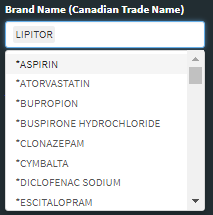 Brand Name (Canadian Trade Name)
LIPITOR
*ASPIRIN
*ATORVASTATIN
*BUPROPION
*BUSPIRONE HYDROCHLORIDE
*CLONAZEPAM
*CYMBALTA
*DICLOFENAC SODIUM
*ESCITALOPRAM